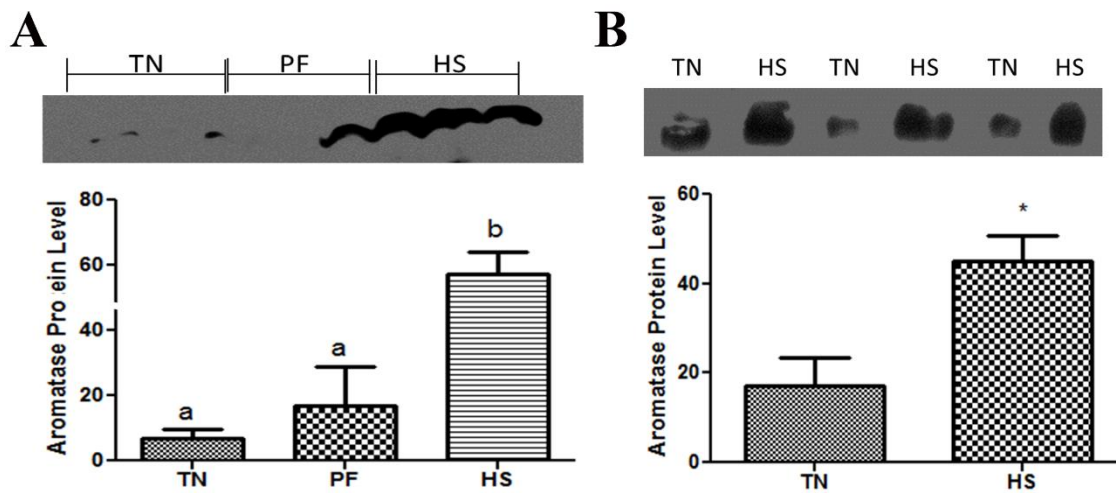 A
TN PF HS
Aromatase Pro ein Level
80
60
40
20
0
a
a
b
TN PF HS
B
TN HS TN HS TN HS
Aromatase Protein Level
60
40
20
0
*
TN HS